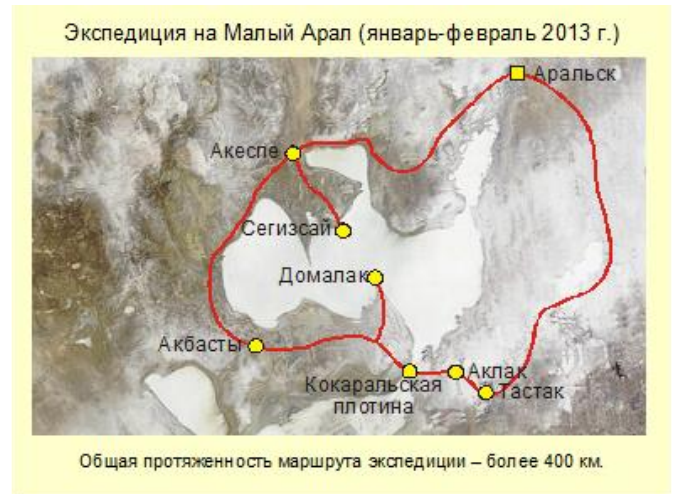 Экспедиция на Малый Арал (январь-февраль 2013 г.)
Аральск
Акеспе
Сегизсай
Домалак
Акбасты
Аклак
Кокаральская
плотина
Тастак
Общая протяженность маршрута экспедиции – более 400 км.